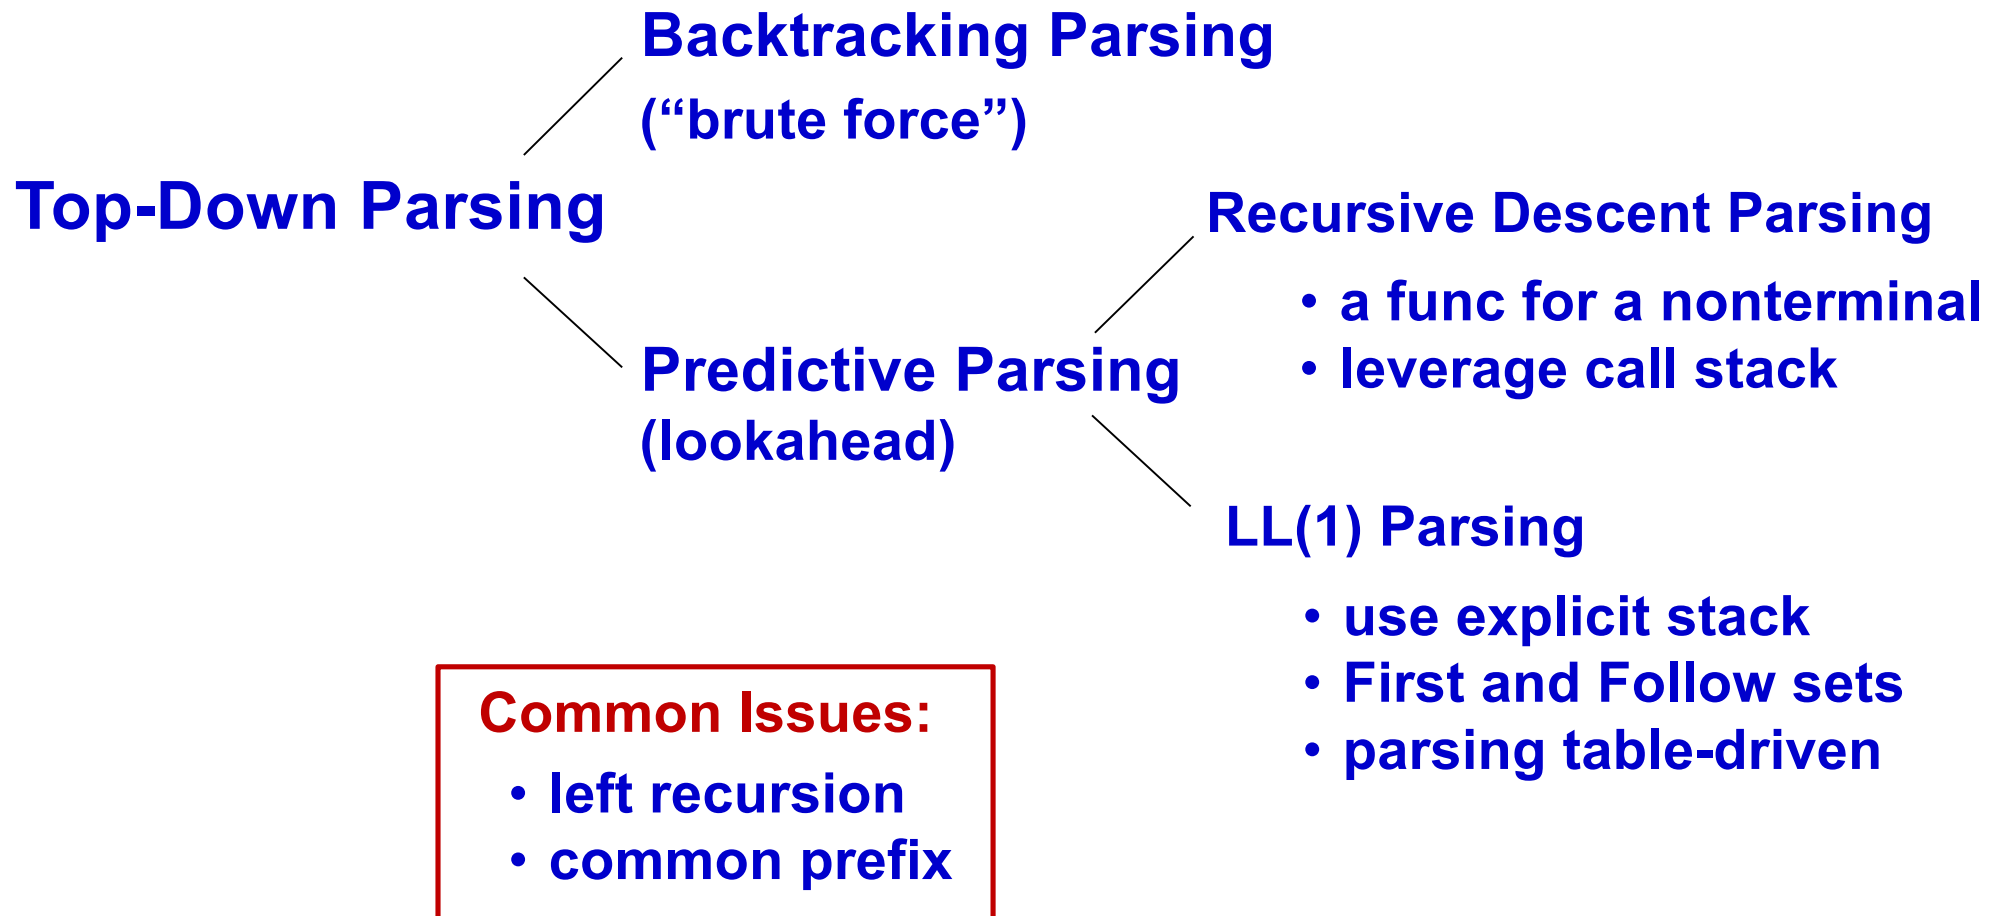 Backtracking Parsing
(“brute force”)
Top-Down Parsing
Recursive Descent Parsing
• a func for a nonterminal
• leverage call stack
Predictive Parsing
(lookahead)
LL(1) Parsing
• use explicit stack
• First and Follow sets
• parsing table-driven
Common Issues:
• left recursion
• common prefix